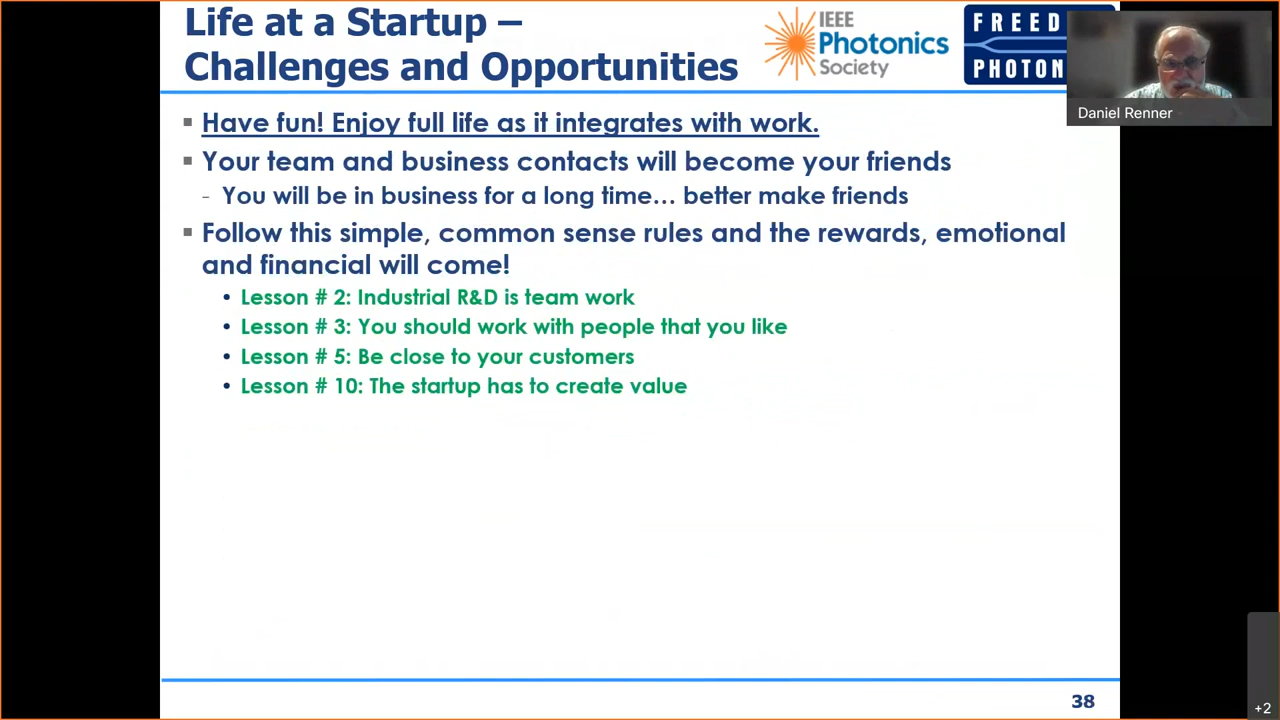 Life at a Startup –
Challenges and Opportunities
IEEE
Photonics
Society
FREED
PHOTON
Daniel Renner
▪ Have fun! Enjoy full life as it integrates with work.
▪ Your team and business contacts will become your friends
- You will be in business for a long time… better make friends
▪ Follow this simple, common sense rules and the rewards, emotional
and financial will come!
• Lesson # 2: Industrial R&D is team work
• Lesson # 3: You should work with people that you like
• Lesson # 5: Be close to your customers
• Lesson # 10: The startup has to create value
38
+2